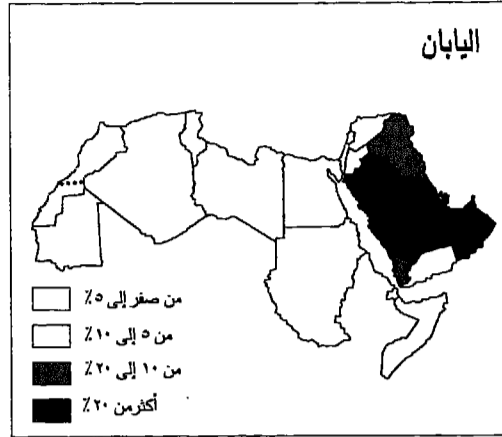 اليابان
من صفر إلى ٥٪
من ٥ إلى ١٠٪
من ١٠ إلى ٢٠٪
أكثر من ٢٠٪